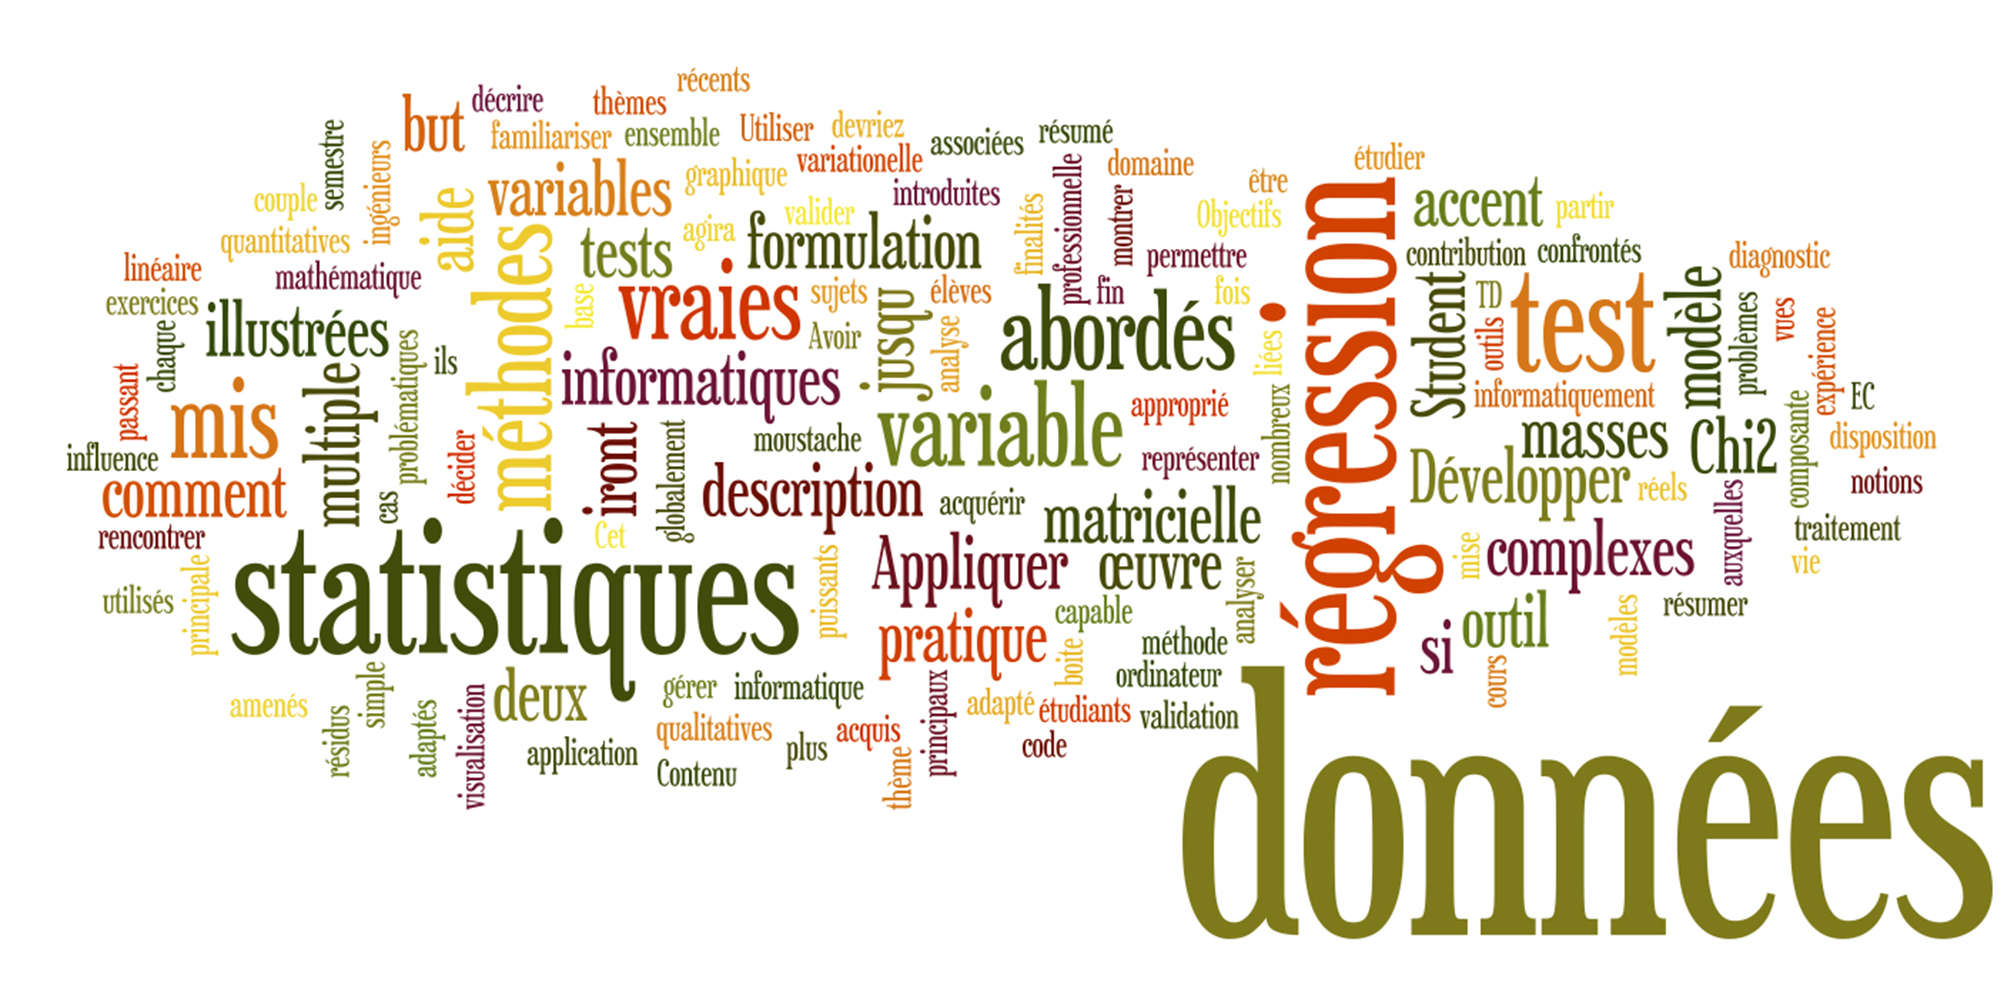 récents
décrire
thèmes
but
familiariser
ensemble
Utiliser
devriez
associées
résumé
semestre
ingénieurs
variationelle
graphique
domaine
étudier
couple
aide
variables
introduites
professionnelle
montrer
être
Objectifs
accent
partir
quantitatives
valider
agira
formulation
finalités
tests
permettre
contribution
confrontés
diagnostic
linéaire
mathématique
méthodes
base
vraies
sujets
élèves
fin
fois
régression
Student
TD
test
modèle
exercices
chaque
illustrées
problématiques
ils
Avoir
jusqu
analyse
abordés
liées
outils
problèmes
vues
expérience
passant
mis
multiple
informatiques
variable
approprié
nombreux
informatiquement
EC
influence
décider
iront
globalement
moustache
représenter
masses
Chi2
composante
disposition
comment
cas
description
acquérir
Développer
réels
auxquelles
notions
rencontrer
Cet
matricielle
traitement
principale
statistiques
puissants
Appliquer
œuvre
analyser
mise
complexes
vie
utilisés
capable
outil
modèles
résumer
pratique
boite
méthode
si
cours
ordinateur
amenés
résidus
simple
adaptés
visualisation
deux
gérer
informatique
principaux
adapté
étudiants
validation
application
qualitatives
plus
acquis
code
Contenu
thème
données